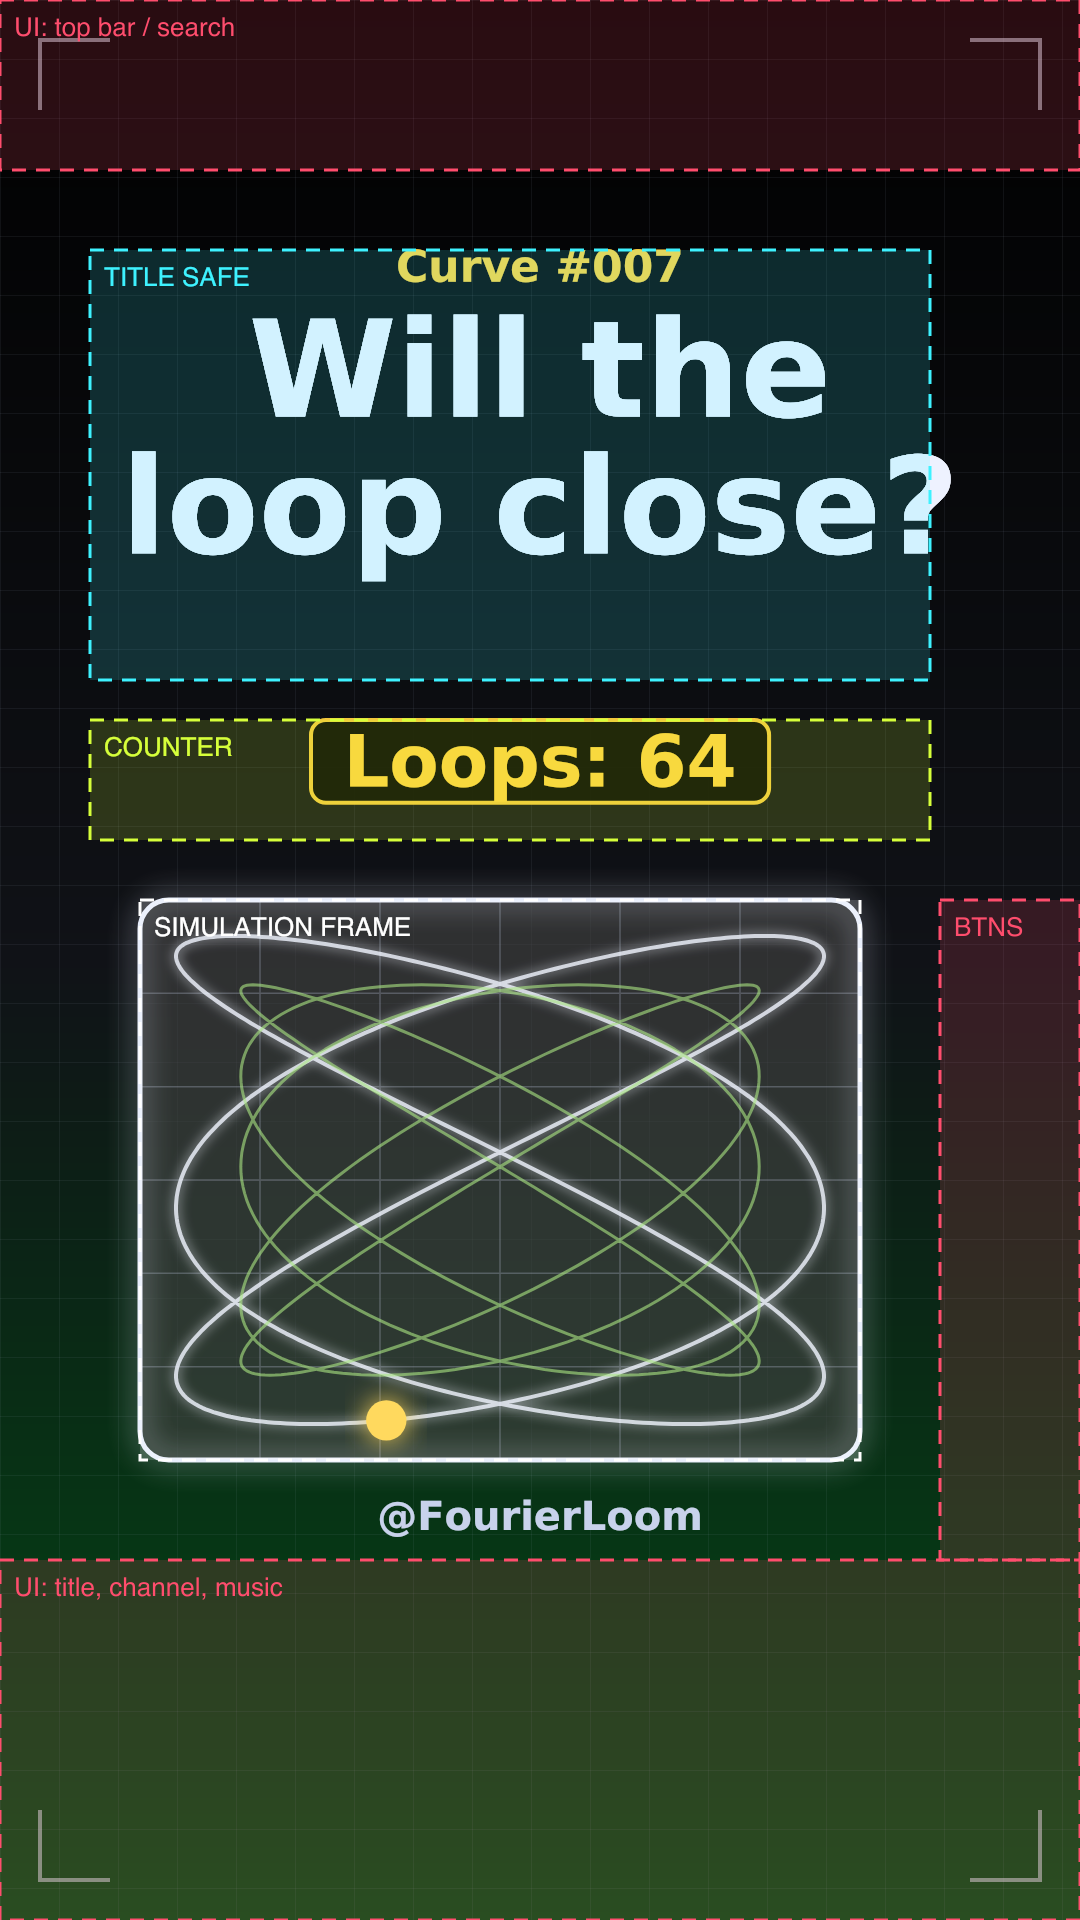 UI: top bar / search
Curve #007
TITLE SAFE
Will the
loop close?
COUNTER
Loops: 64
SIMULATION FRAME
BTNS
@FourierLoom
UI: title, channel, music